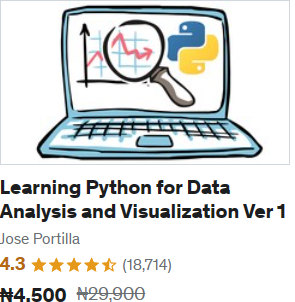 Learning Python for Data
Analysis and Visualization Ver 1
Jose Portilla
4.3 (18,714)
₦4,500 ₦29,900